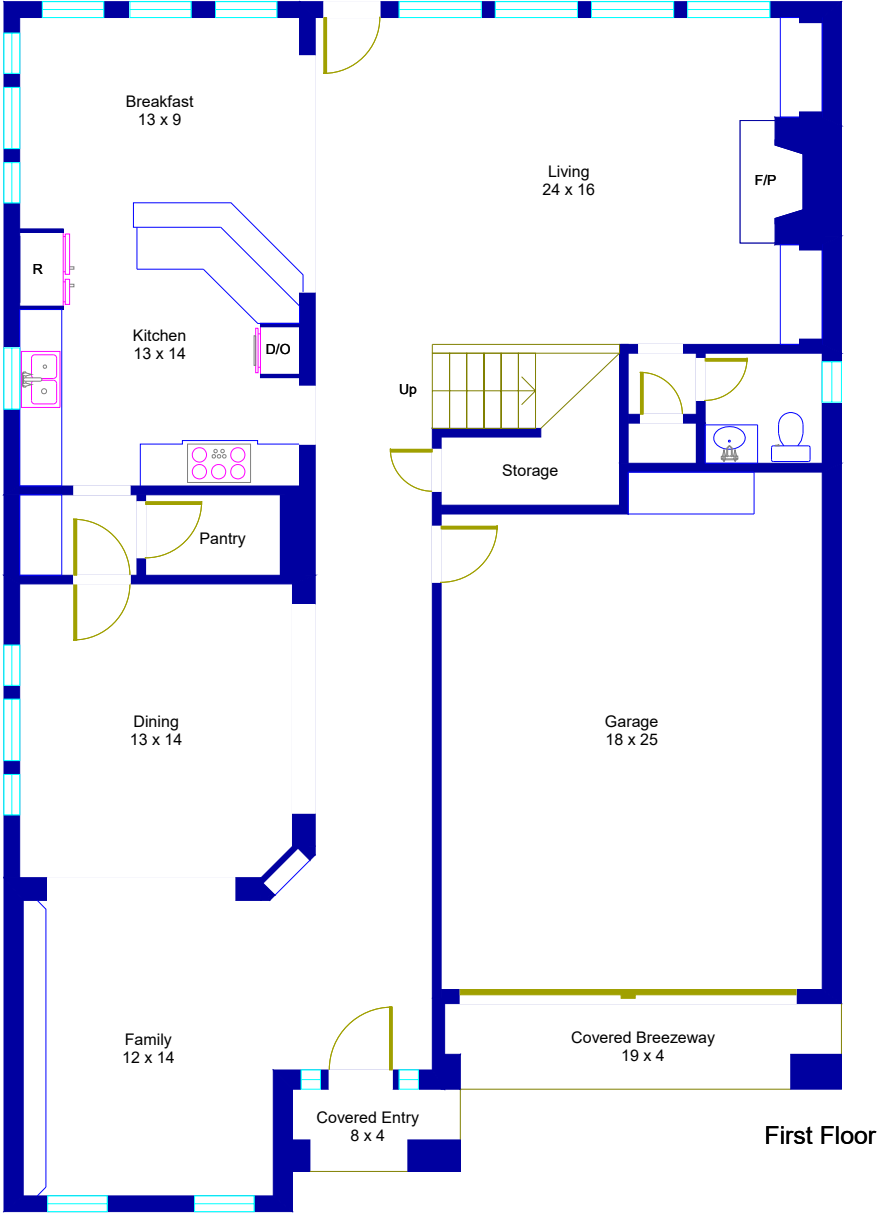 Breakfast
13 x 9
Living
24 x 16
F/P
R
Kitchen
13 x 14
D/O
Up
Storage
Pantry
Dining
13 x 14
Garage
18 x 25
Family
12 x 14
Covered Breezeway
19 x 4
Covered Entry
8 x 4
First Floor